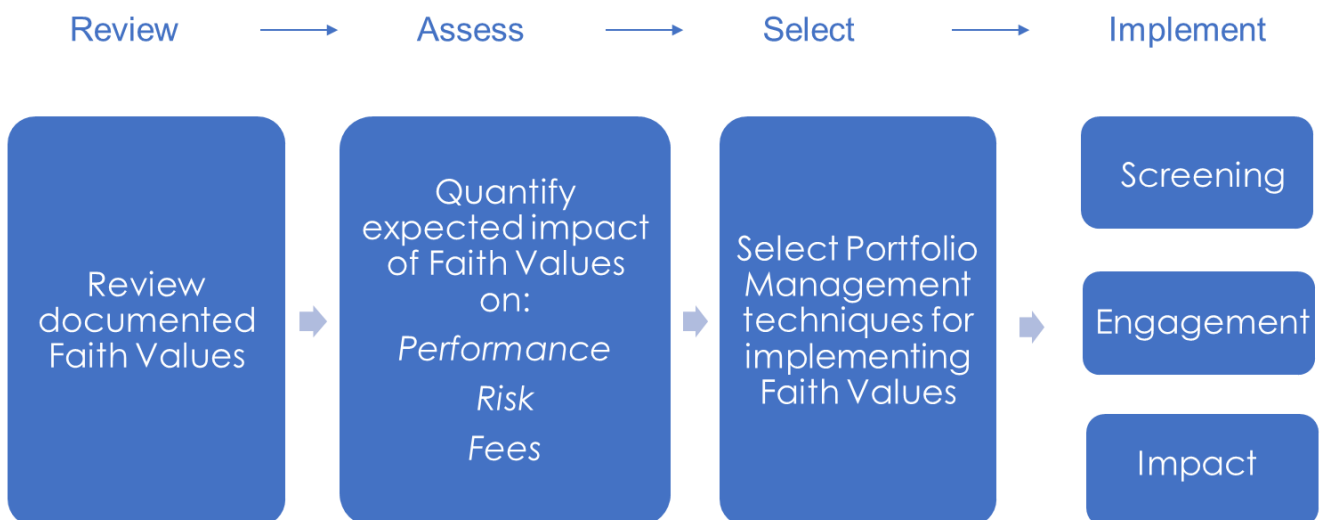 Review
Assess
Select
Implement
Review
documented
Faith Values
Quantify
expected impact
of Faith Values
on:
Performance
Risk
Fees
Select Portfolio
Management
techniques for
implementing
Faith Values
Screening
Engagement
Impact